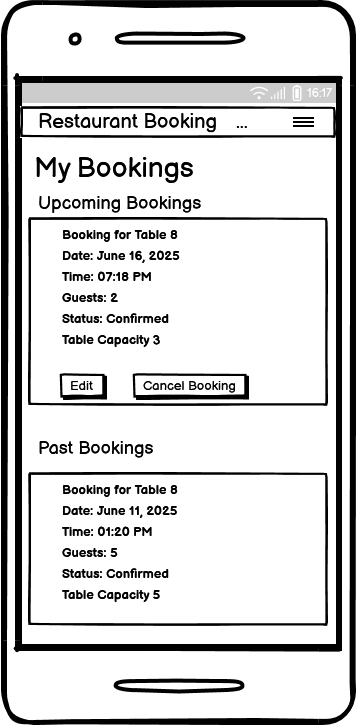 16:17
Restaurant Booking ...
My Bookings
Upcoming Bookings
Booking for Table 8
Date: June 16, 2025
Time: 07:18 PM
Guests: 2
Status: Confirmed
Table Capacity 3
Edit Cancel Booking
Past Bookings
Booking for Table 8
Date: June 11, 2025
Time: 01:20 PM
Guests: 5
Status: Confirmed
Table Capacity 5